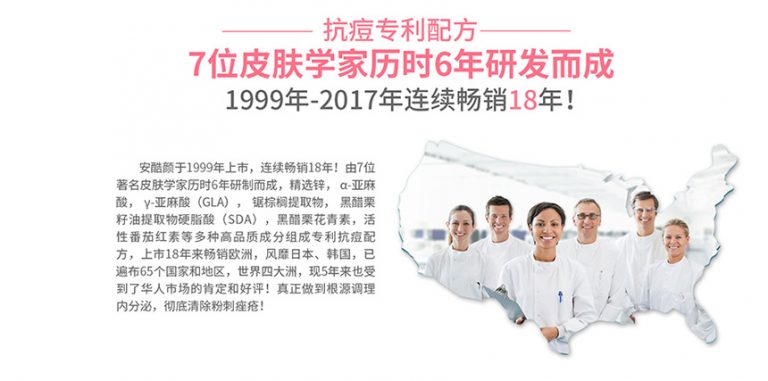 抗痘专利配方
7位皮肤学家历时6年研发而成
1999年-2017年连续畅销18年！
安酷颜于1999年上市，连续畅销18年！由7位
著名皮肤学家历时6年研制而成，精选锌， α-亚麻
酸， γ-亚麻酸（GLA）， 锯棕榈提取物， 黑醋栗
籽油提取物硬脂酸（SDA），黑醋栗花青素，活
性番茄红素等多种高品质成分组成专利抗痘配
方，上市18年来畅销欧洲，风靡日本、韩国，已
遍布65个国家和地区，世界四大洲，现5年来也受
到了华人市场的肯定和好评！真正做到根源调理
内分泌，彻底清除粉刺痤疮！